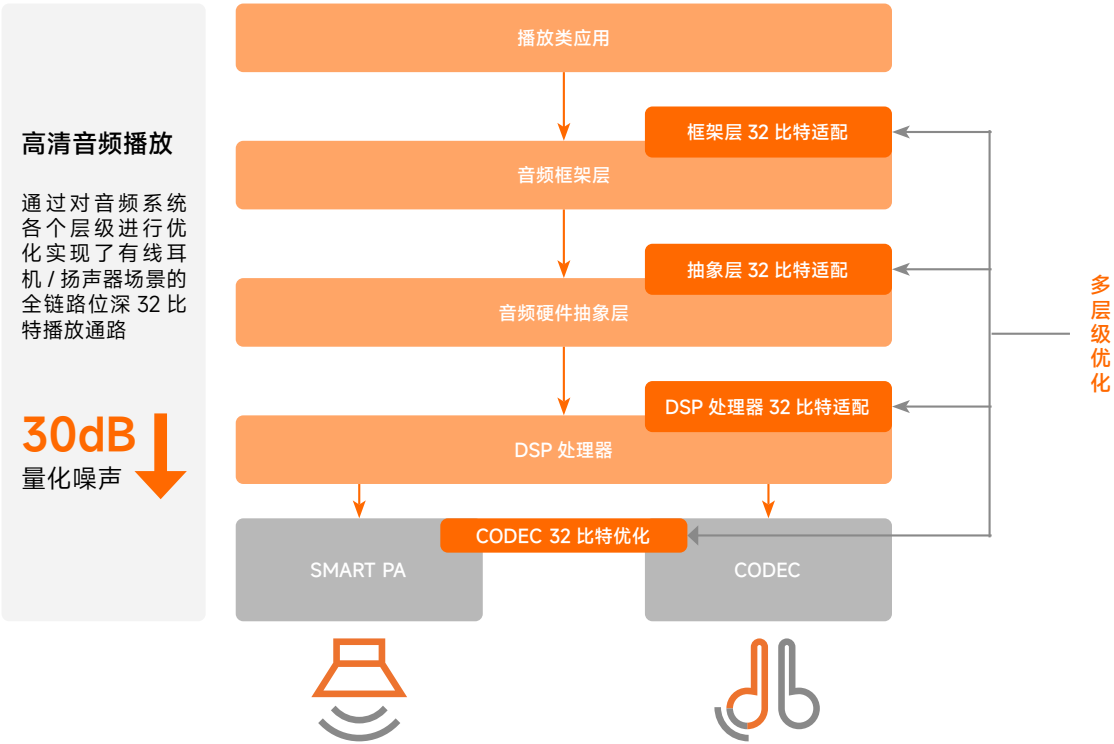 高清音频播放
通过对音频系统
各个层级进行优
化实现了有线耳
机 / 扬声器场景的
全链路位深 32 比
特播放通路
30dB
量化噪声
播放类应用
框架层 32 比特适配
音频框架层
抽象层 32 比特适配
音频硬件抽象层
DSP 处理器 32 比特适配
DSP 处理器
CODEC 32 比特优化
SMART PA
CODEC
多
层
级
优
化